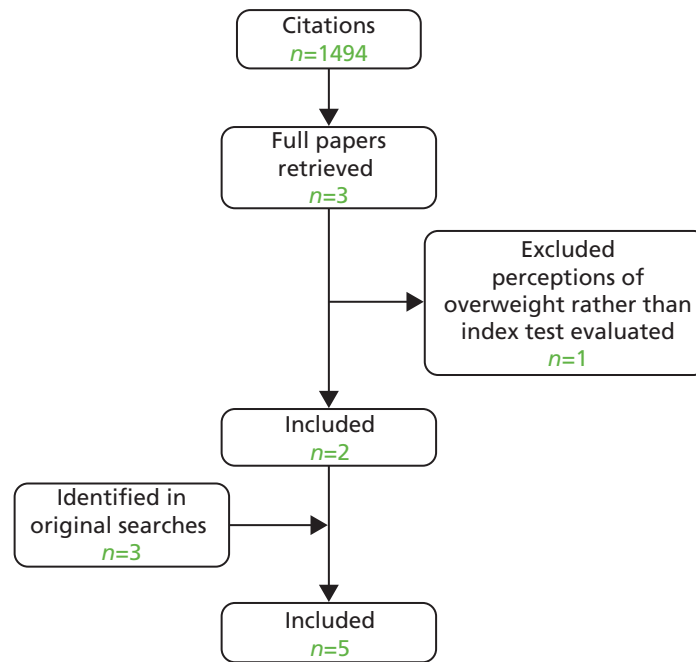 Citations
n=1494
Full papers
retrieved
n=3
Excluded
perceptions of
overweight rather than
index test evaluated
n=1
Included
n=2
Identified in
original searches
n=3
Included
n=5